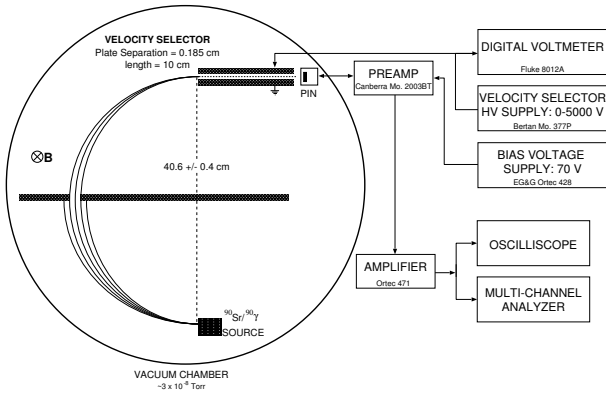 VELOCITY SELECTOR
Plate Separation = 0.185 cm
length = 10 cm
PIN
B
40.6 +/- 0.4 cm
90Sr/90Y
SOURCE
VACUUM CHAMBER
~3 x 10-8 Torr
PREAMP
Canberra Mo. 2003BT
AMPLIFIER
Ortec 471
DIGITAL VOLTMETER
Fluke 8012A
VELOCITY SELECTOR
HV SUPPLY: 0-5000 V
Bertan Mo. 377P
BIAS VOLTAGE
SUPPLY: 70 V
EG&G Ortec 428
OSCILLISCOPE
MULTI-CHANNEL
ANALYZER